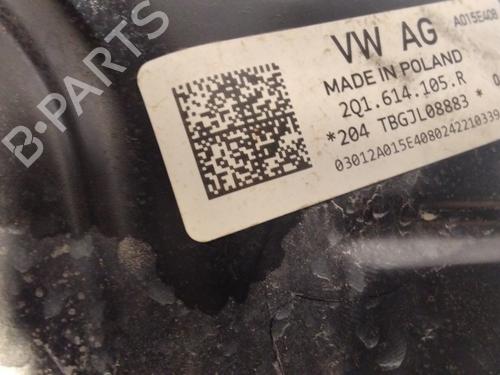 B-PARTS
A015E408
VW AG
MADE IN POLAND
2Q1.614.105.R
*204 TBGJL08883 *
03012A015E4080242210339